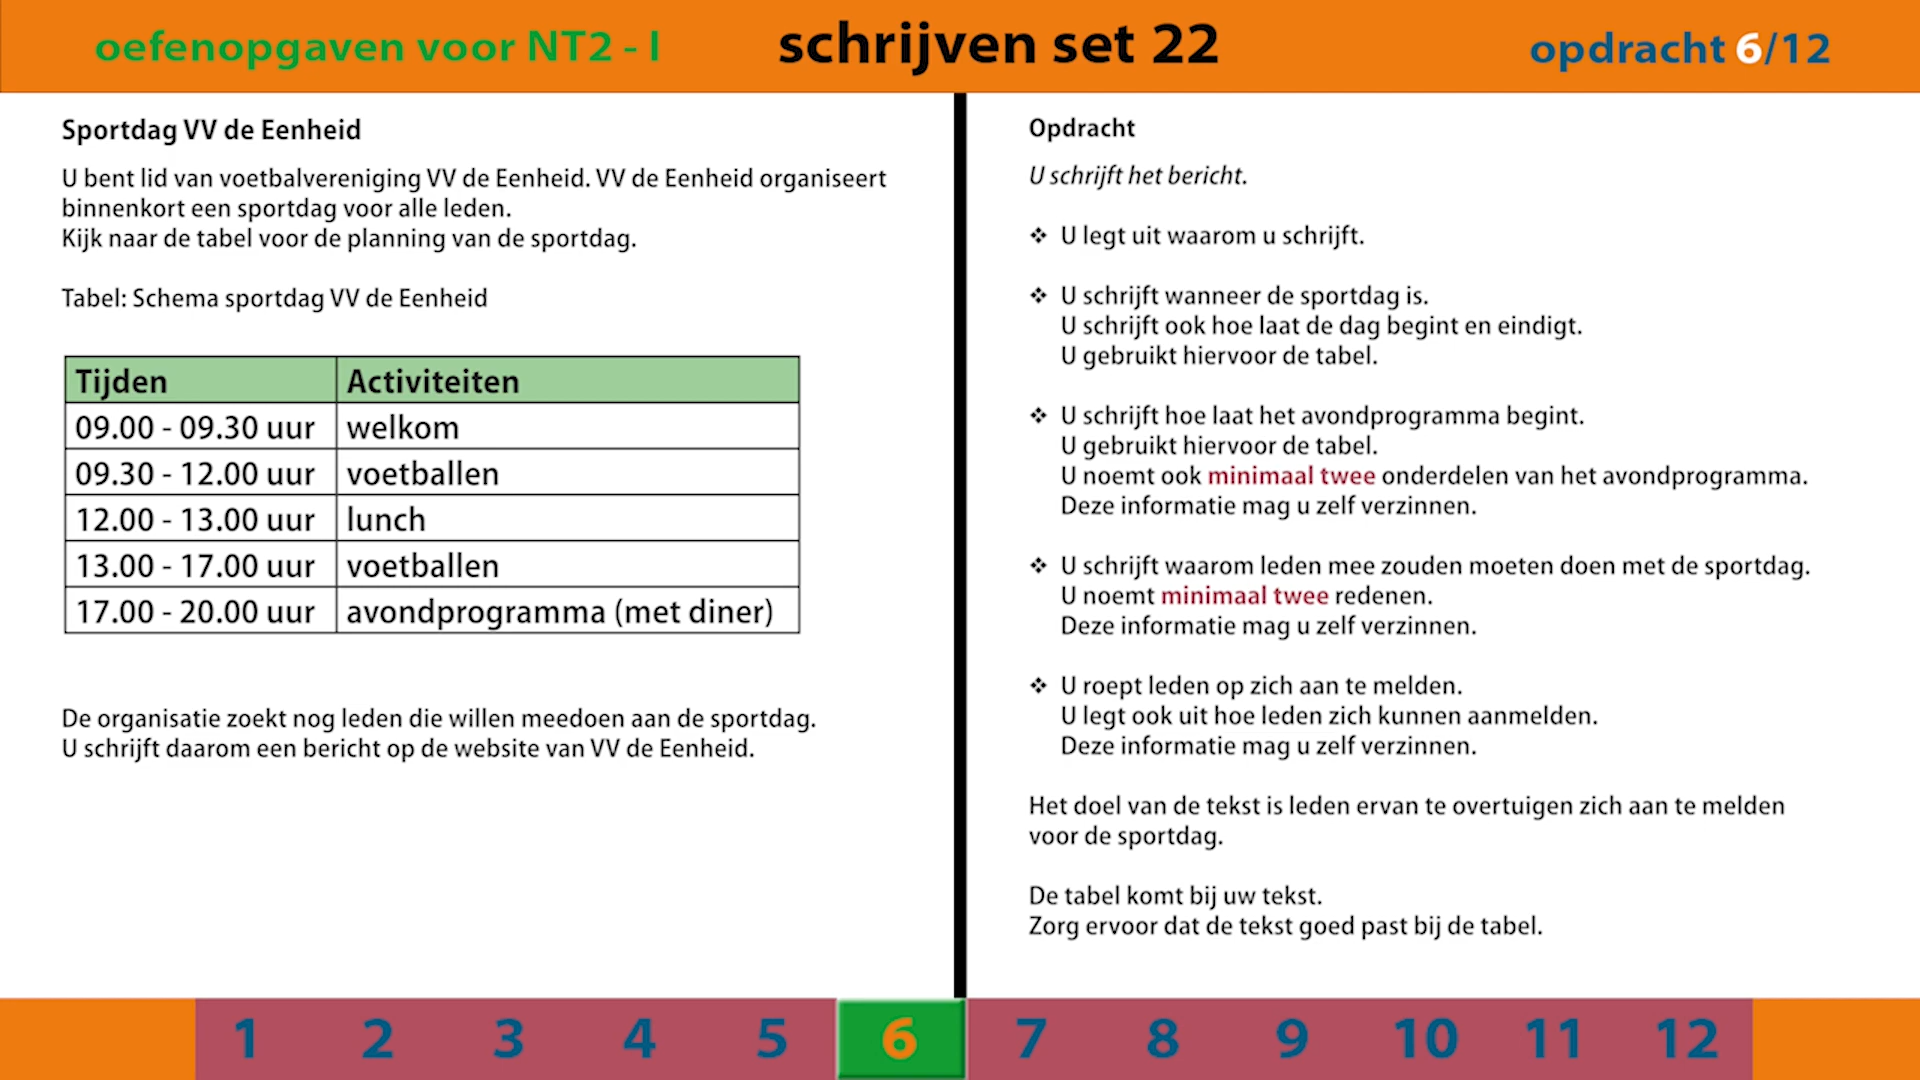 oefenopgaven voor NT2 - I
schrijven set 22
opdracht 6/12
Sportdag VV de Eenheid
U bent lid van voetbalvereniging VV de Eenheid. VV de Eenheid organiseert
binnenkort een sportdag voor alle leden.
Kijk naar de tabel voor de planning van de sportdag.
Tabel: Schema sportdag VV de Eenheid
Tijden Activiteiten
09.00 - 09.30 uur welkom
09.30 - 12.00 uur voetballen
12.00 - 13.00 uur lunch
13.00 - 17.00 uur voetballen
17.00 - 20.00 uur avondprogramma (met diner)
De organisatie zoekt nog leden die willen meedoen aan de sportdag.
U schrijft daarom een bericht op de website van VV de Eenheid.
Opdracht
U schrijft het bericht.
❖ U legt uit waarom u schrijft.
❖ U schrijft wanneer de sportdag is.
U schrijft ook hoe laat de dag begint en eindigt.
U gebruikt hiervoor de tabel.
❖ U schrijft hoe laat het avondprogramma begint.
U gebruikt hiervoor de tabel.
U noemt ook minimaal twee onderdelen van het avondprogramma.
Deze informatie mag u zelf verzinnen.
❖ U schrijft waarom leden mee zouden moeten doen met de sportdag.
U noemt minimaal twee redenen.
Deze informatie mag u zelf verzinnen.
❖ U roept leden op zich aan te melden.
U legt ook uit hoe leden zich kunnen aanmelden.
Deze informatie mag u zelf verzinnen.
Het doel van de tekst is leden ervan te overtuigen zich aan te melden
voor de sportdag.
De tabel komt bij uw tekst.
Zorg ervoor dat de tekst goed past bij de tabel.
1 2 3 4 5 6 7 8 9 10 11 12